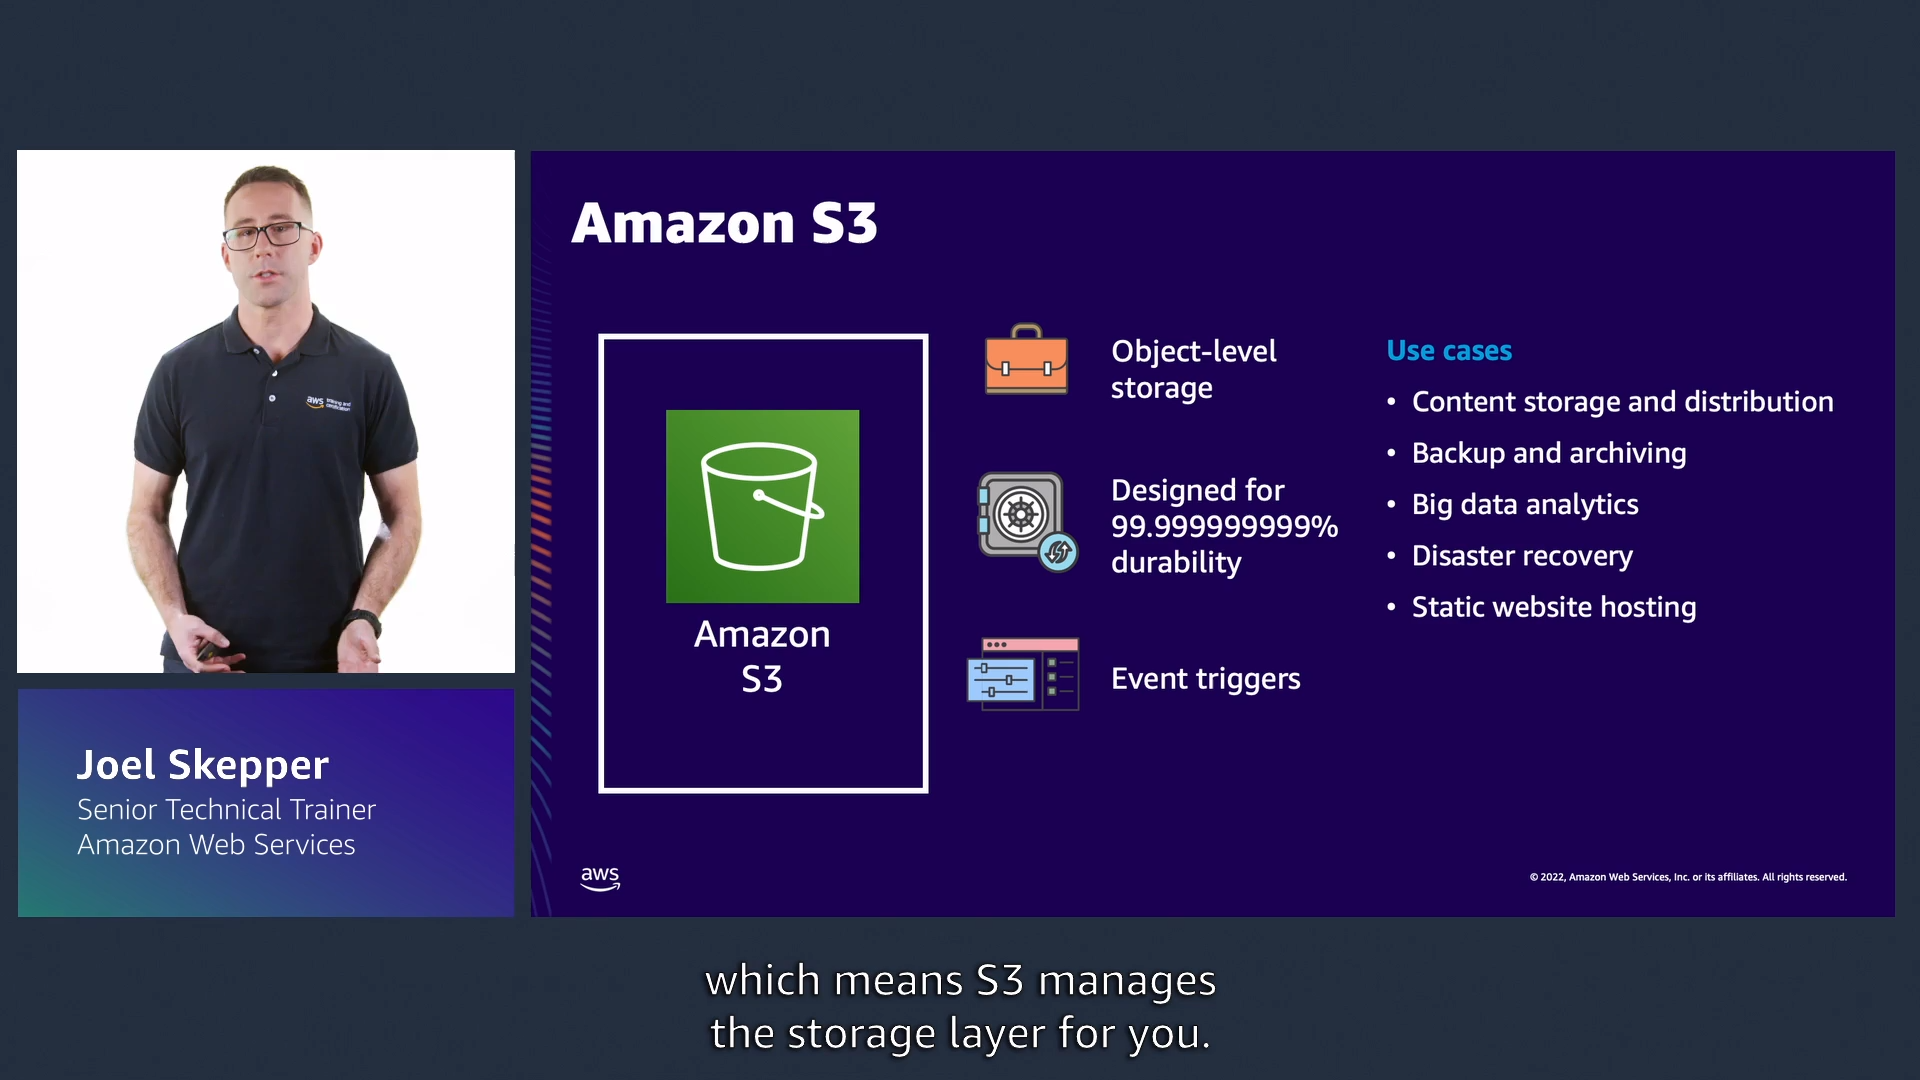 Amazon S3
Amazon
S3
Object-level
storage
Designed for
99.999999999%
durability
Event triggers
Use cases
• Content storage and distribution
• Backup and archiving
• Big data analytics
• Disaster recovery
• Static website hosting
aws
© 2022, Amazon Web Services, Inc. or its affiliates. All rights reserved.
aws training and
certification
Joel Skepper
Senior Technical Trainer
Amazon Web Services
which means S3 manages
the storage layer for you.